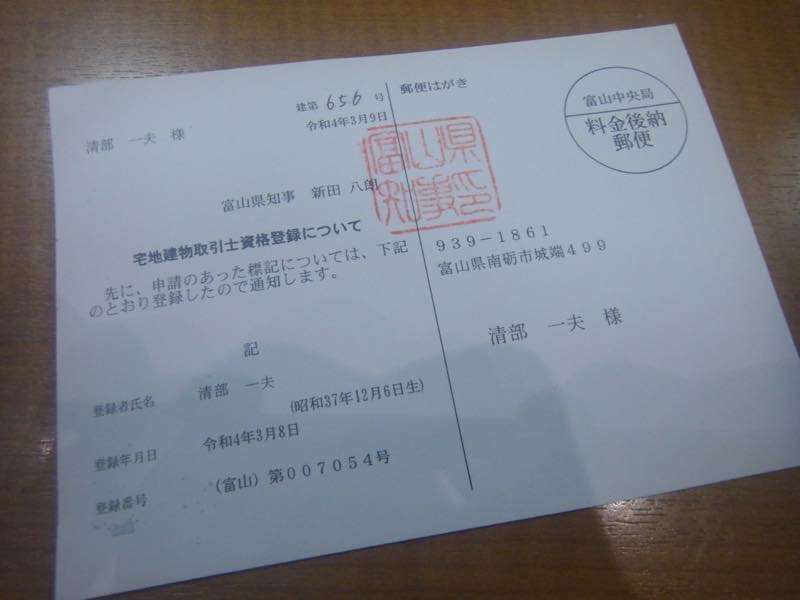 建第 656 号
令和4年3月9日
清部 一夫 様
富山県知事 新田 八朗
富山県知事印
宅地建物取引士資格登録について
先に、申請のあった標記については、下記
のとおり登録したので通知します。
記
登録者氏名 清部 一夫
(昭和37年12月6日生)
登録年月日 令和4年3月8日
登録番号 (富山) 第007054号
郵便はがき
富山中央局
料金後納
郵便
939-1861
富山県南砺市城端499
清部 一夫 様